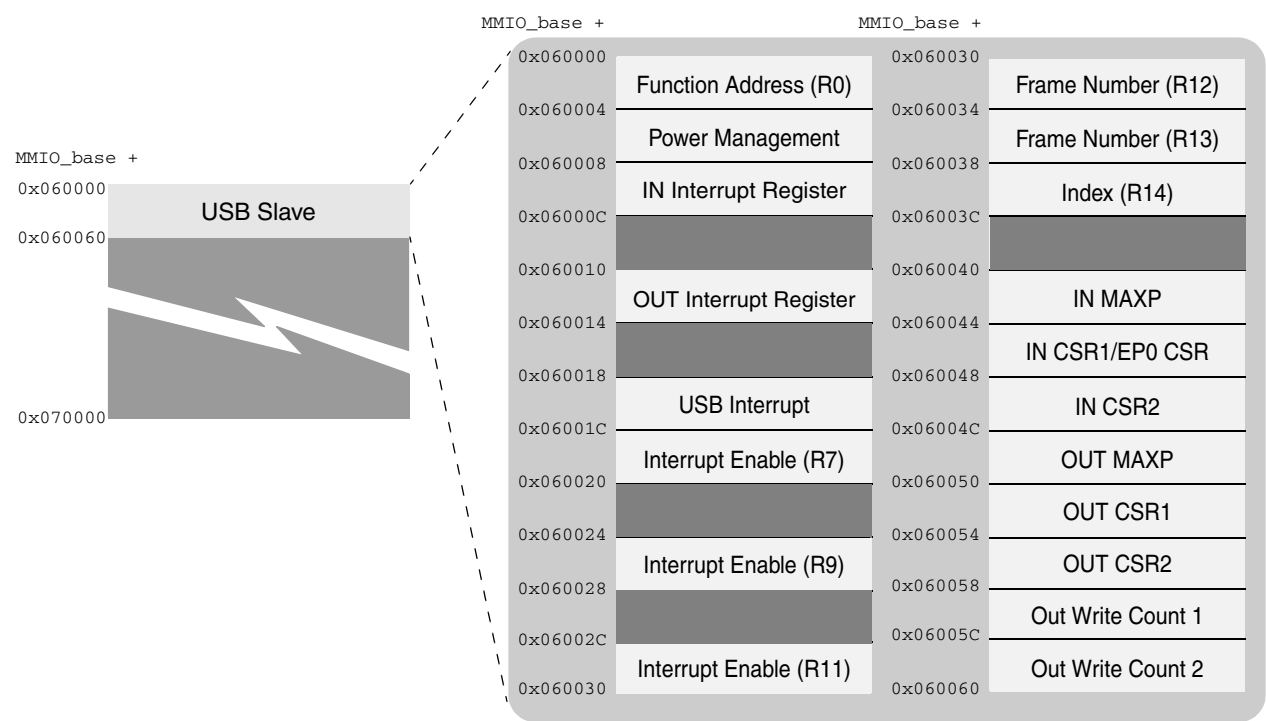 MMIO_base +
0x060000
USB Slave
0x060060
0x070000
MMIO_base +
0x060000
Function Address (R0)
0x060004
Power Management
0x060008
IN Interrupt Register
0x06000C
0x060010
OUT Interrupt Register
0x060014
0x060018
USB Interrupt
0x06001C
Interrupt Enable (R7)
0x060020
0x060024
Interrupt Enable (R9)
0x060028
0x06002C
Interrupt Enable (R11)
0x060030
MMIO_base +
0x060030
Frame Number (R12)
0x060034
Frame Number (R13)
0x060038
Index (R14)
0x06003C
0x060040
IN MAXP
0x060044
IN CSR1/EP0 CSR
0x060048
IN CSR2
0x06004C
OUT MAXP
0x060050
OUT CSR1
0x060054
OUT CSR2
0x060058
Out Write Count 1
0x06005C
Out Write Count 2
0x060060